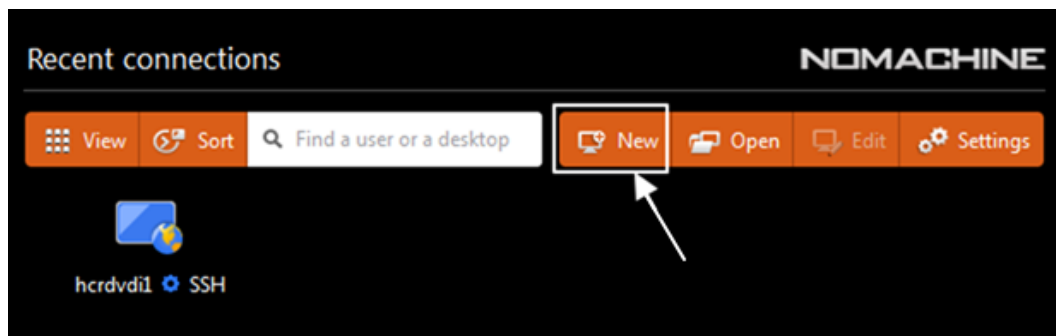 Recent connections
NOMACHINE
View Sort Find a user or a desktop New Open Edit Settings
hcrdvdi1 SSH